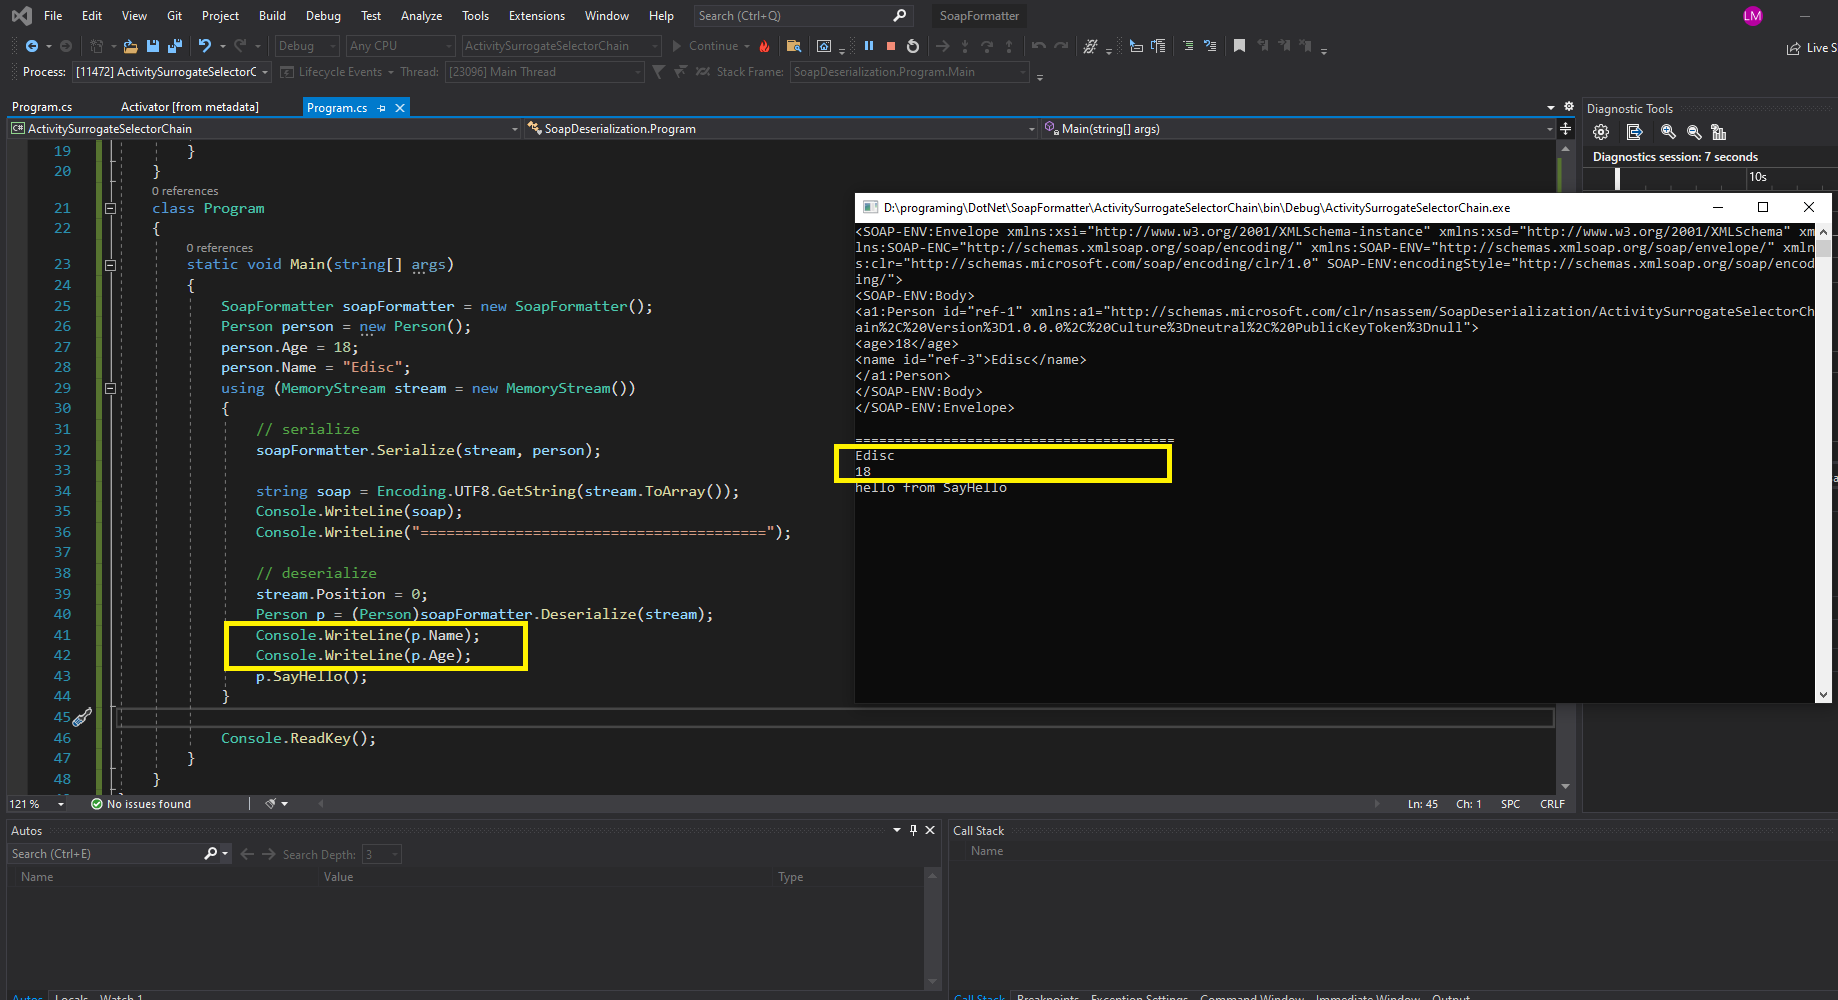 File Edit View Git Project Build Debug Test Analyze Tools Extensions Window Help Search (Ctrl+Q) SoapFormatter LM
Debug Any CPU ActivitySurrogateSelectorChain Continue Live S
Process: [11472] ActivitySurrogateSelectorC Lifecycle Events Thread: [23096] Main Thread Stack Frame: SoapDeserialization.Program.Main
Program.cs Activator [from metadata] Program.cs
C# ActivitySurrogateSelectorChain SoapDeserialization.Program Main(string[] args)
19 }
20 }
0 references
21 class Program
22 {
0 references
23 static void Main(string[] args)
24 {
25 SoapFormatter soapFormatter = new SoapFormatter();
26 Person person = new Person();
27 person.Age = 18;
28 person.Name = "Edisc";
29 using (MemoryStream stream = new MemoryStream())
30 {
31 // serialize
32 soapFormatter.Serialize(stream, person);
33
34 string soap = Encoding.UTF8.GetString(stream.ToArray());
35 Console.WriteLine(soap);
36 Console.WriteLine("========================================");
37
38 // deserialize
39 stream.Position = 0;
40 Person p = (Person)soapFormatter.Deserialize(stream);
41 Console.WriteLine(p.Name);
42 Console.WriteLine(p.Age);
43 p.SayHello();
44 }
45
46 Console.ReadKey();
47 }
48 }
121 % No issues found Ln: 45 Ch: 1 SPC CRLF
Diagnostic Tools
Diagnostics session: 7 seconds
10s
D:\programing\DotNet\SoapFormatter\ActivitySurrogateSelectorChain\bin\Debug\ActivitySurrogateSelectorChain.exe
<SOAP-ENV:Envelope xmlns:xsi="http://www.w3.org/2001/XMLSchema-instance" xmlns:xsd="http://www.w3.org/2001/XMLSchema" xm
lns:SOAP-ENC="http://schemas.xmlsoap.org/soap/encoding/" xmlns:SOAP-ENV="http://schemas.xmlsoap.org/soap/envelope/" xmln
s:clr="http://schemas.microsoft.com/soap/encoding/clr/1.0" SOAP-ENV:encodingStyle="http://schemas.xmlsoap.org/soap/encod
ing/">
<SOAP-ENV:Body>
<a1:Person id="ref-1" xmlns:a1="http://schemas.microsoft.com/clr/nsassem/SoapDeserialization/ActivitySurrogateSelectorCh
ain%2C%20Version%3D1.0.0.0%2C%20Culture%3Dneutral%2C%20PublicKeyToken%3Dnull">
<age>18</age>
<name id="ref-3">Edisc</name>
</a1:Person>
</SOAP-ENV:Body>
</SOAP-ENV:Envelope>
========================================
Edisc
18
hello from SayHello
Autos
Search (Ctrl+E) Search Depth: 3
Name Value Type
Call Stack
Name
Autos Locals Watch 1
Call Stack Breakpoints Exception Settings Command Window Immediate Window Output